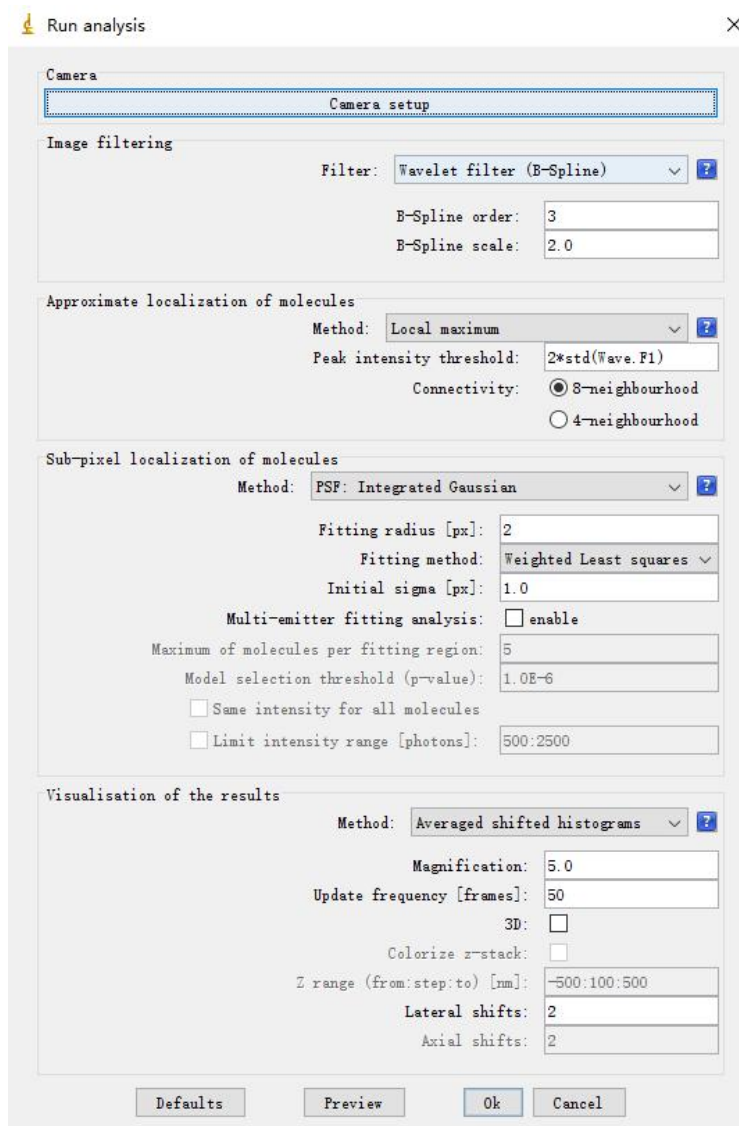 Run analysis
Camera
Camera setup
Image filtering
Filter: Wavelet filter (B-Spline) ?
B-Spline order: 3
B-Spline scale: 2.0
Approximate localization of molecules
Method: Local maximum ?
Peak intensity threshold: 2*std(Wave.F1)
Connectivity: 8-neighbourhood
4-neighbourhood
Sub-pixel localization of molecules
Method: PSF: Integrated Gaussian ?
Fitting radius [px]: 2
Fitting method: Weighted Least squares
Initial sigma [px]: 1.0
Multi-emitter fitting analysis: enable
Maximum of molecules per fitting region: 5
Model selection threshold (p-value): 1.0E-6
Same intensity for all molecules
Limit intensity range [photons]: 500:2500
Visualisation of the results
Method: Averaged shifted histograms ?
Magnification: 5.0
Update frequency [frames]: 50
3D:
Colorize z-stack:
Z range (from:step:to) [nm]: -500:100:500
Lateral shifts: 2
Axial shifts: 2
Defaults Preview Ok Cancel